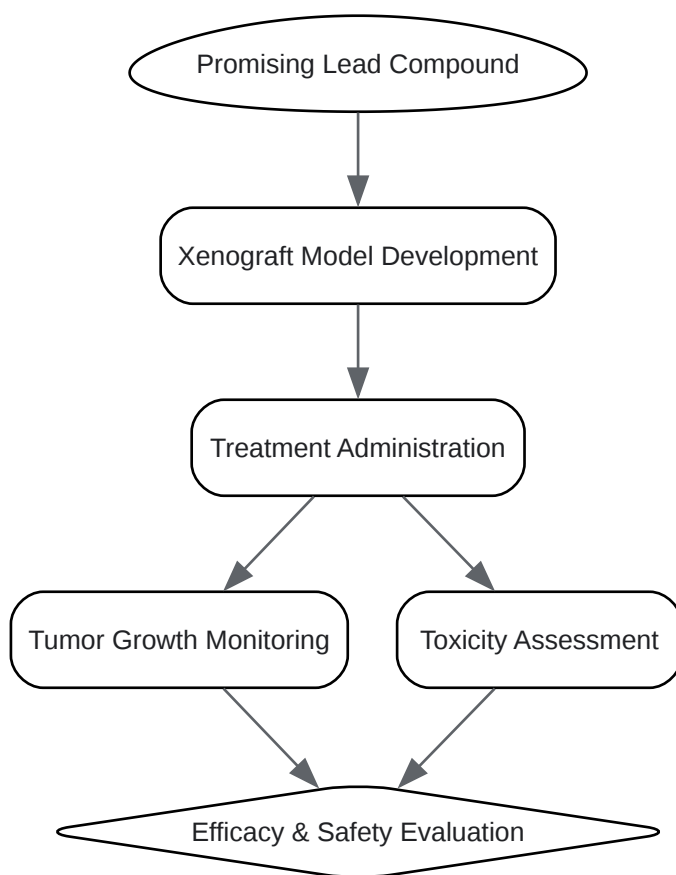 Promising Lead Compound
Xenograft Model Development
Treatment Administration
Tumor Growth Monitoring
Toxicity Assessment
Efficacy & Safety Evaluation